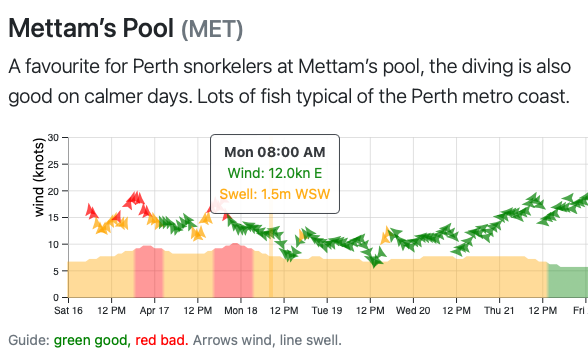 Mettam's Pool (MET)
A favourite for Perth snorkelers at Mettam's pool, the diving is also
good on calmer days. Lots of fish typical of the Perth metro coast.
wind (knots)
30
25
20
15
10
5
0
Mon 08:00 AM
Wind: 12.0kn E
Swell: 1.5m WSW
Sat 16 12 PM Apr 17 12 PM Mon 18 12 PM Tue 19 12 PM Wed 20 12 PM Thu 21 12 PM Fri
Guide: green good, red bad. Arrows wind, line swell.